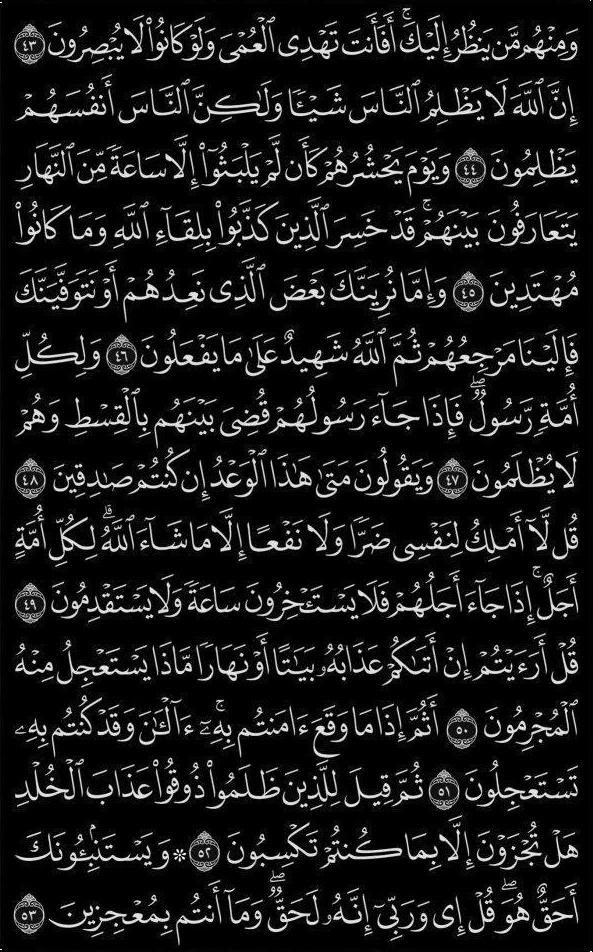 وَمِنْهُم مَّن يَنظُرُ إِلَيْكَ ۚ أَفَأَنتَ تَهْدِى ٱلْعُمْىَ وَلَوْ كَانُوا۟ لَا يُبْصِرُونَ ٤٣
إِنَّ ٱللَّهَ لَا يَظْلِمُ ٱلنَّاسَ شَيْـًٔا وَلَـٰكِنَّ ٱلنَّاسَ أَنفُسَهُمْ
يَظْلِمُونَ ٤٤ وَيَوْمَ يَحْشُرُهُمْ كَأَن لَّمْ يَلْبَثُوٓا۟ إِلَّا سَاعَةً مِّنَ ٱلنَّهَارِ
يَتَعَارَفُونَ بَيْنَهُمْ ۚ قَدْ خَسِرَ ٱلَّذِينَ كَذَّبُوا۟ بِلِقَآءِ ٱللَّهِ وَمَا كَانُوا۟
مُهْتَدِينَ ٤٥ وَإِمَّا نُرِيَنَّكَ بَعْضَ ٱلَّذِى نَعِدُهُمْ أَوْ نَتَوَفَّيَنَّكَ
فَإِلَيْنَا مَرْجِعُهُمْ ثُمَّ ٱللَّهُ شَهِيدٌ عَلَىٰ مَا يَفْعَلُونَ ٤٦ وَلِكُلِّ
أُمَّةٍ رَّسُولٌ ۖ فَإِذَا جَآءَ رَسُولُهُمْ قُضِىَ بَيْنَهُم بِٱلْقِسْطِ وَهُمْ
لَا يُظْلَمُونَ ٤٧ وَيَقُولُونَ مَتَىٰ هَـٰذَا ٱلْوَعْدُ إِن كُنتُمْ صَـٰدِقِينَ ٤٨
قُل لَّآ أَمْلِكُ لِنَفْسِى ضَرًّا وَلَا نَفْعًا إِلَّا مَا شَآءَ ٱللَّهُ ۗ لِكُلِّ أُمَّةٍ
أَجَلٌ ۚ إِذَا جَآءَ أَجَلُهُمْ فَلَا يَسْتَـْٔخِرُونَ سَاعَةً وَلَا يَسْتَقْدِمُونَ ٤٩
قُلْ أَرَءَيْتُمْ إِنْ أَتَىٰكُمْ عَذَابُهُۥ بَيَـٰتًا أَوْ نَهَارًا مَّاذَا يَسْتَعْجِلُ مِنْهُ
ٱلْمُجْرِمُونَ ٥٠ أَثُمَّ إِذَا مَا وَقَعَ ءَامَنتُم بِهِۦٓ ۚ ءَآلْـَٔـٰنَ وَقَدْ كُنتُم بِهِۦ
تَسْتَعْجِلُونَ ٥١ ثُمَّ قِيلَ لِلَّذِينَ ظَلَمُوا۟ ذُوقُوا۟ عَذَابَ ٱلْخُلْدِ
هَلْ تُجْزَوْنَ إِلَّا بِمَا كُنتُمْ تَكْسِبُونَ ٥٢ ۞ وَيَسْتَنۢبِـُٔونَكَ
أَحَقٌّ هُوَ ۖ قُلْ إِى وَرَبِّىٓ إِنَّهُۥ لَحَقٌّ ۖ وَمَآ أَنتُم بِمُعْجِزِينَ ٥٣